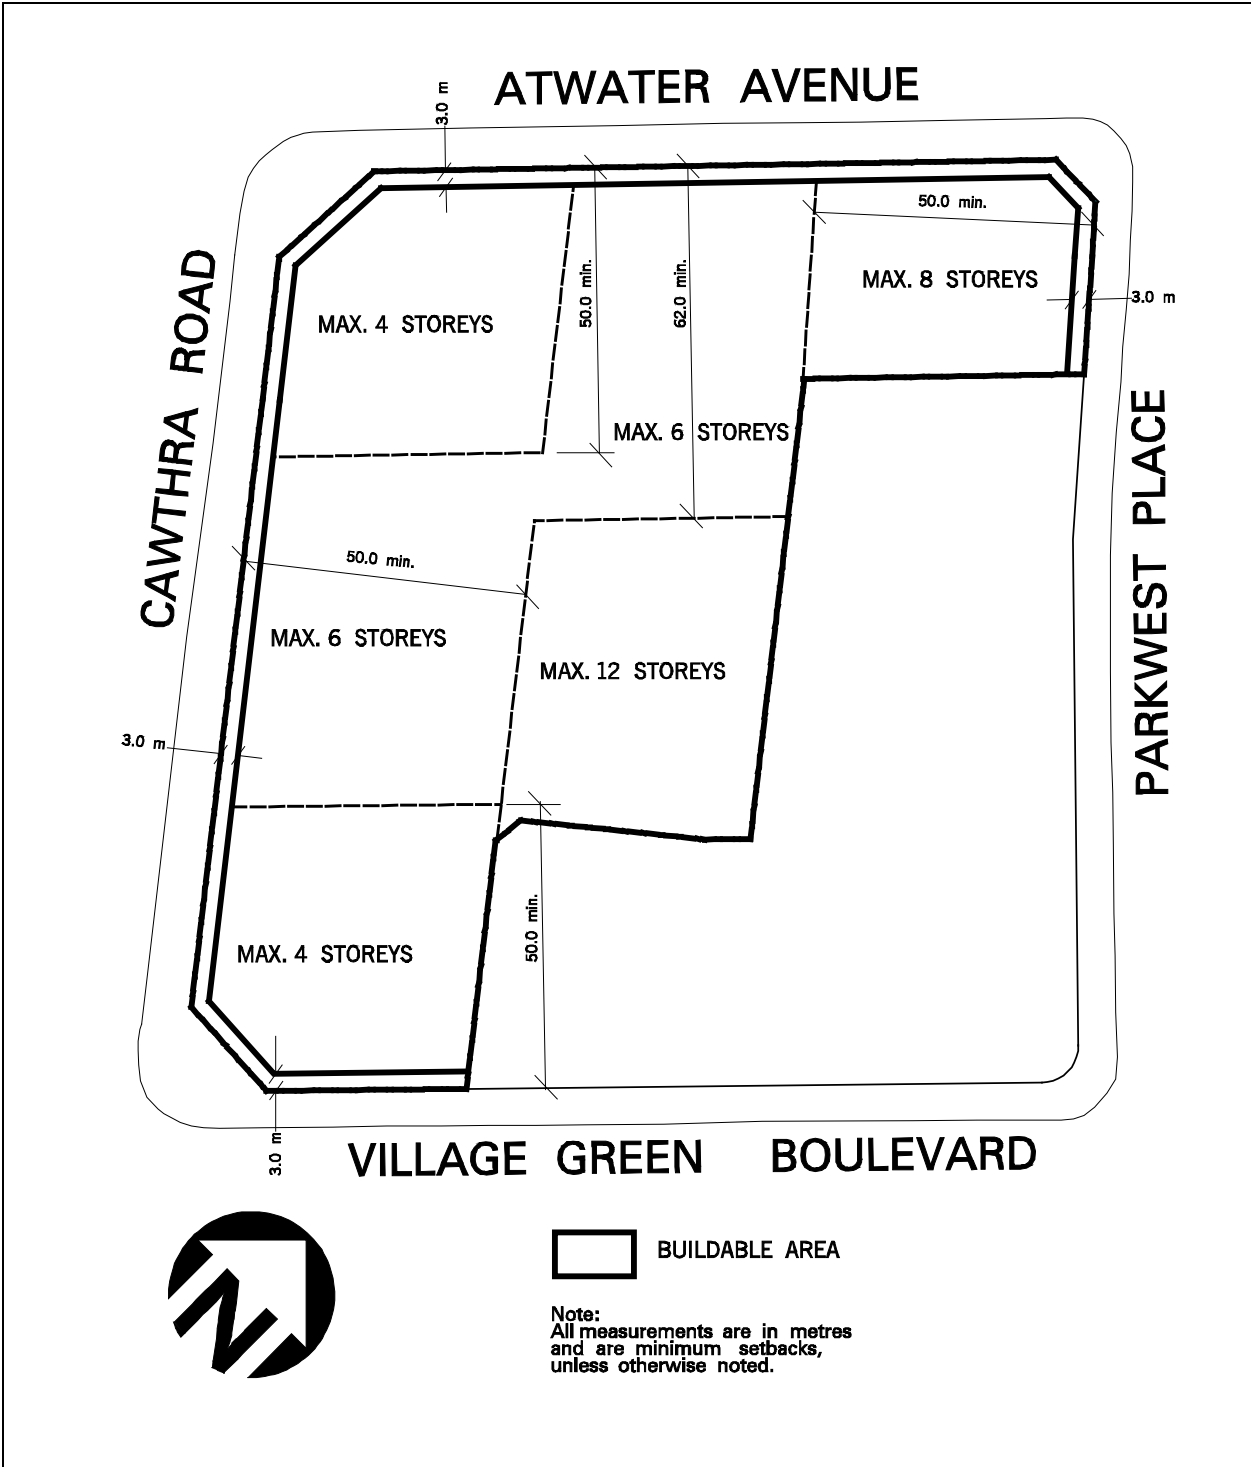 ATWATER AVENUE
3.0 m
50.0 min.
MAX. 8 STOREYS
3.0 m
50.0 min.
62.0 min.
MAX. 4 STOREYS
CAWTHRA ROAD
MAX. 6 STOREYS
PARKWEST PLACE
50.0 min.
MAX. 6 STOREYS
MAX. 12 STOREYS
3.0 m
50.0 min.
MAX. 4 STOREYS
3.0 m
VILLAGE GREEN BOULEVARD
N
BUILDABLE AREA
Note:
All measurements are in metres
and are minimum setbacks,
unless otherwise noted.